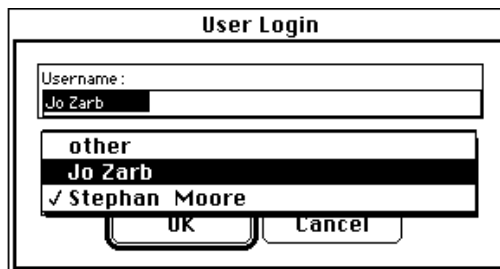 User Login
Username:
Jo Zarb
other
Jo Zarb
✓ Stephan Moore
OK Cancel